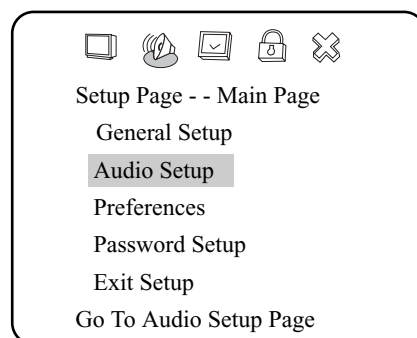 Setup Page - - Main Page
General Setup
Audio Setup
Preferences
Password Setup
Exit Setup
Go To Audio Setup Page